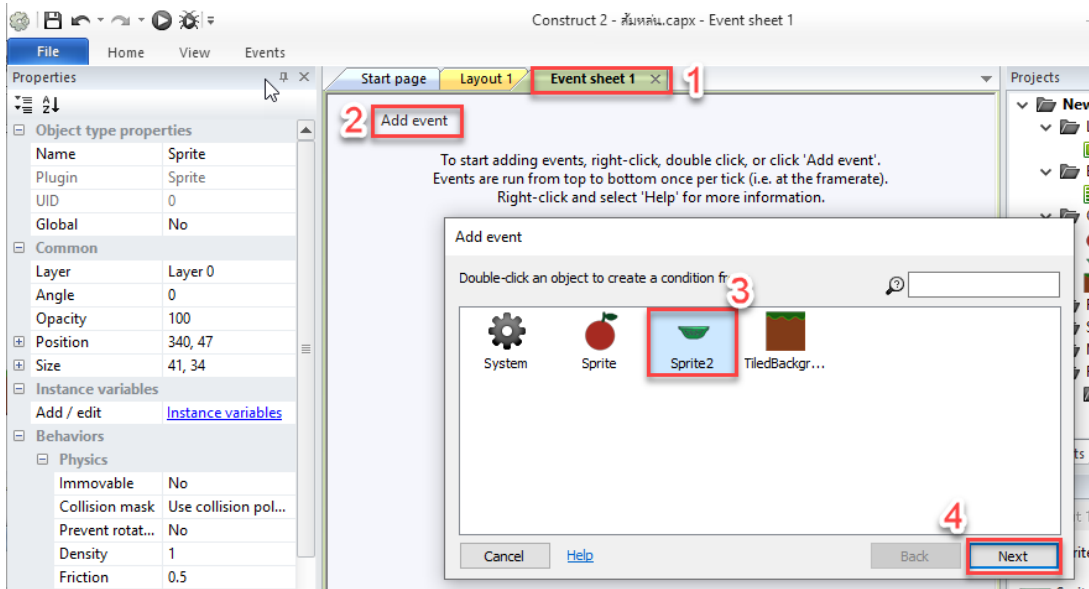 Construct 2 - ส้มหล่น.capx - Event sheet 1
File Home View Events
Properties
Object type properties
Name Sprite
Plugin Sprite
UID 0
Global No
Common
Layer Layer 0
Angle 0
Opacity 100
Position 340, 47
Size 41, 34
Instance variables
Add / edit Instance variables
Behaviors
Physics
Immovable No
Collision mask Use collision pol...
Prevent rotat... No
Density 1
Friction 0.5
Start page Layout 1 Event sheet 1 1
2 Add event
To start adding events, right-click, double click, or click 'Add event'.
Events are run from top to bottom once per tick (i.e. at the framerate).
Right-click and select 'Help' for more information.
Add event
Double-click an object to create a condition fr
3
System Sprite Sprite2 TiledBackgr...
4
Cancel Help Back Next
Projects
New